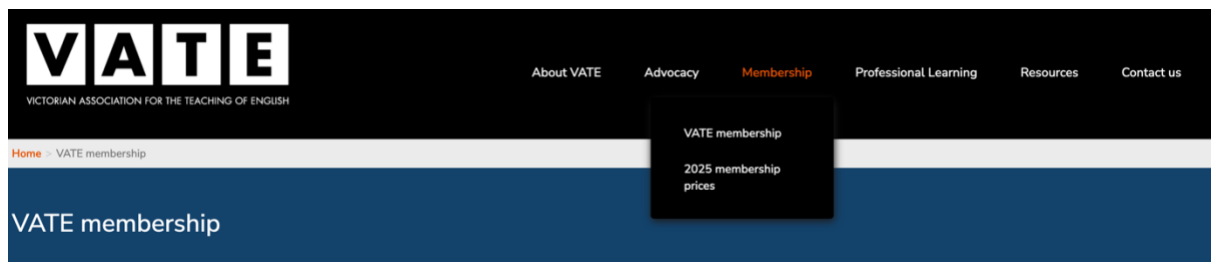 VATE
VICTORIAN ASSOCIATION FOR THE TEACHING OF ENGLISH
About VATE Advocacy Membership Professional Learning Resources Contact us
VATE membership
2025 membership
prices
Home > VATE membership
VATE membership